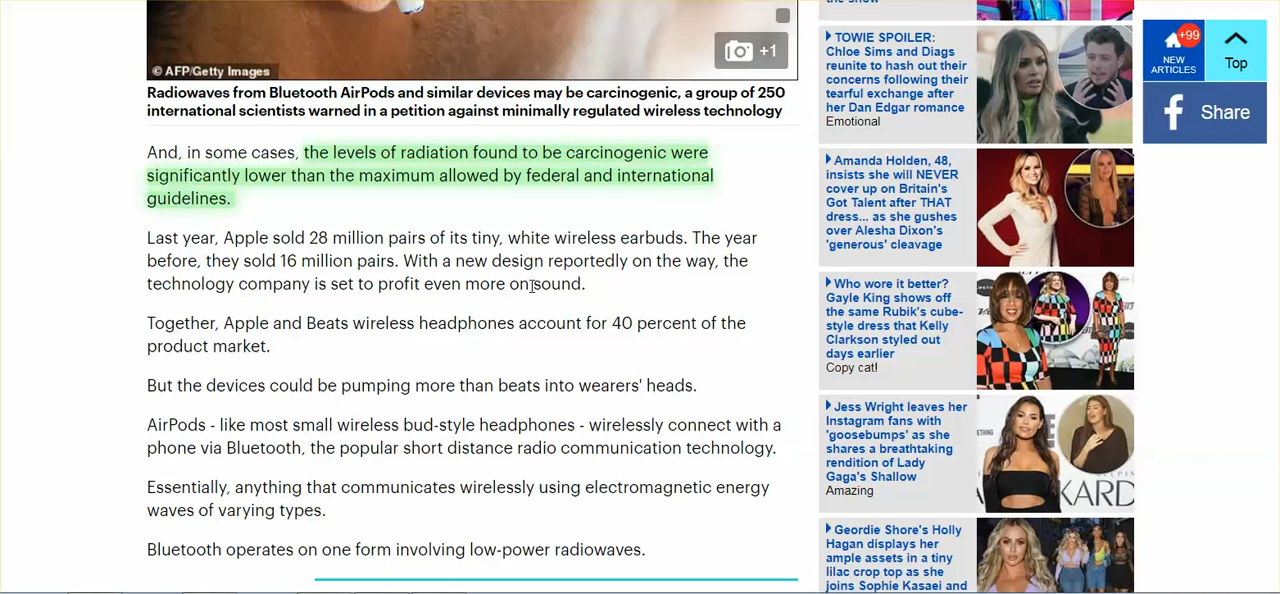 +1
© AFP/Getty Images
Radiowaves from Bluetooth AirPods and similar devices may be carcinogenic, a group of 250
international scientists warned in a petition against minimally regulated wireless technology
And, in some cases, the levels of radiation found to be carcinogenic were
significantly lower than the maximum allowed by federal and international
guidelines.
Last year, Apple sold 28 million pairs of its tiny, white wireless earbuds. The year
before, they sold 16 million pairs. With a new design reportedly on the way, the
technology company is set to profit even more on sound.
Together, Apple and Beats wireless headphones account for 40 percent of the
product market.
But the devices could be pumping more than beats into wearers' heads.
AirPods - like most small wireless bud-style headphones - wirelessly connect with a
phone via Bluetooth, the popular short distance radio communication technology.
Essentially, anything that communicates wirelessly using electromagnetic energy
waves of varying types.
Bluetooth operates on one form involving low-power radiowaves.
the show
TOWIE SPOILER:
Chloe Sims and Diags
reunite to hash out their
concerns following their
tearful exchange after
her Dan Edgar romance
Emotional
Amanda Holden, 48,
insists she will NEVER
cover up on Britain's
Got Talent after THAT
dress... as she gushes
over Alesha Dixon's
'generous' cleavage
Who wore it better?
Gayle King shows off
the same Rubik's cube-
style dress that Kelly
Clarkson styled out
days earlier
Copy cat!
Jess Wright leaves her
Instagram fans with
'goosebumps' as she
shares a breathtaking
rendition of Lady
Gaga's Shallow
Amazing
KARD
Geordie Shore's Holly
Hagan displays her
ample assets in a tiny
lilac crop top as she
joins Sophie Kasaei and
+99
NEW
ARTICLES
Top
f Share